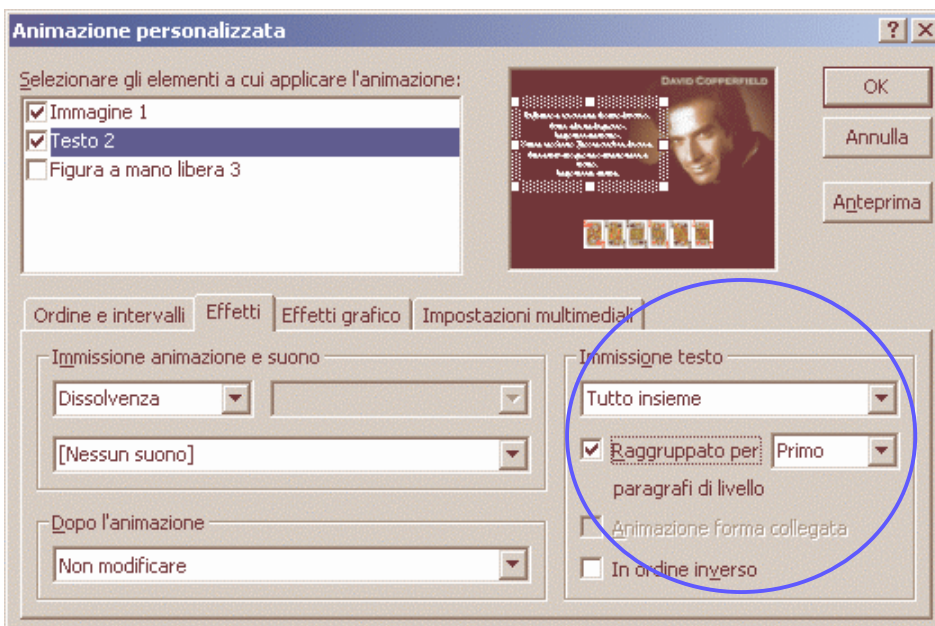 Animazione personalizzata
Selezionare gli elementi a cui applicare l'animazione:
Immagine 1
Testo 2
Figura a mano libera 3
DAVID COPPERFIELD
OK
Annulla
Anteprima
Ordine e intervalli
Effetti
Effetti grafico
Impostazioni multimediali
Immissione animazione e suono
Dissolvenza
[Nessun suono]
Dopo l'animazione
Non modificare
Immissione testo
Tutto insieme
Raggruppato per
Primo
paragrafi di livello
Animazione forma collegata
In ordine inverso